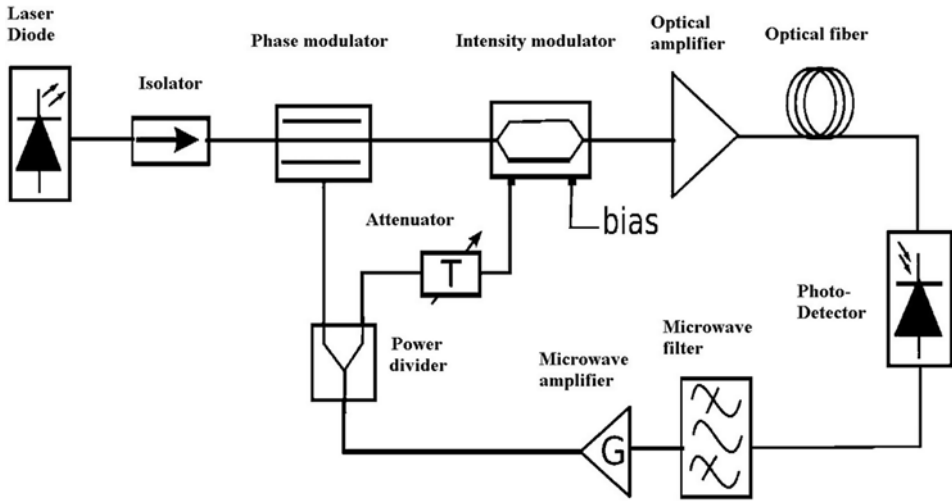 Laser
Diode
Isolator
Phase modulator
Intensity modulator
Optical
amplifier
Optical fiber
bias
Attenuator
T
Power
divider
Microwave
amplifier
G
Microwave
filter
Photo-
Detector